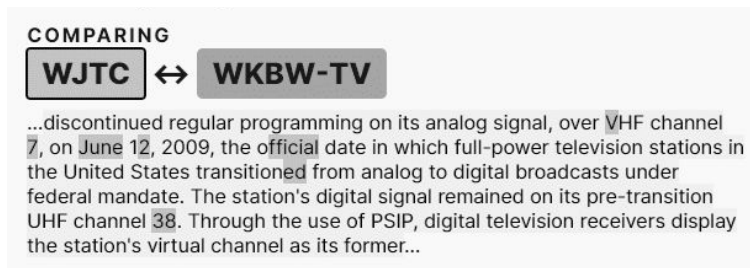 COMPARING
WJTC ↔ WKBW-TV
...discontinued regular programming on its analog signal, over VHF channel
7, on June 12, 2009, the official date in which full-power television stations in
the United States transitioned from analog to digital broadcasts under
federal mandate. The station's digital signal remained on its pre-transition
UHF channel 38. Through the use of PSIP, digital television receivers display
the station's virtual channel as its former...